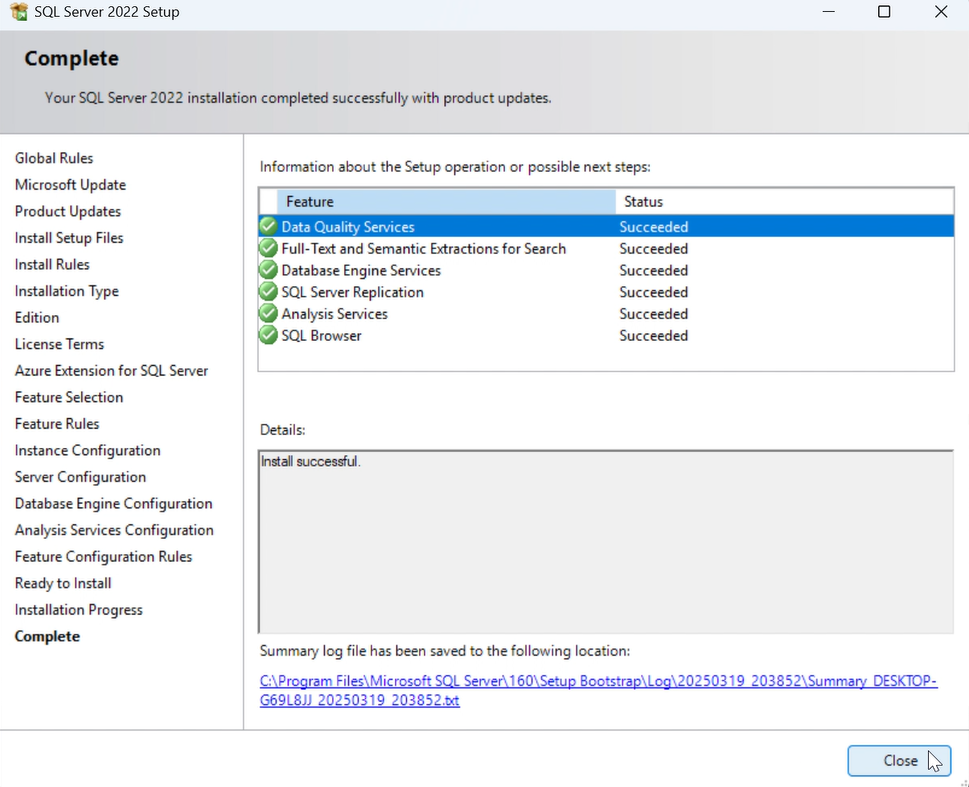 SQL Server 2022 Setup
Complete
Your SQL Server 2022 installation completed successfully with product updates.
Global Rules
Microsoft Update
Product Updates
Install Setup Files
Install Rules
Installation Type
Edition
License Terms
Azure Extension for SQL Server
Feature Selection
Feature Rules
Instance Configuration
Server Configuration
Database Engine Configuration
Analysis Services Configuration
Feature Configuration Rules
Ready to Install
Installation Progress
Complete
Information about the Setup operation or possible next steps:
Feature Status
Data Quality Services Succeeded
Full-Text and Semantic Extractions for Search Succeeded
Database Engine Services Succeeded
SQL Server Replication Succeeded
Analysis Services Succeeded
SQL Browser Succeeded
Details:
Install successful.
Summary log file has been saved to the following location:
C:\Program Files\Microsoft SQL Server\160\Setup Bootstrap\Log\20250319_203852\Summary_DESKTOP-
G69L8JJ_20250319_203852.txt
Close